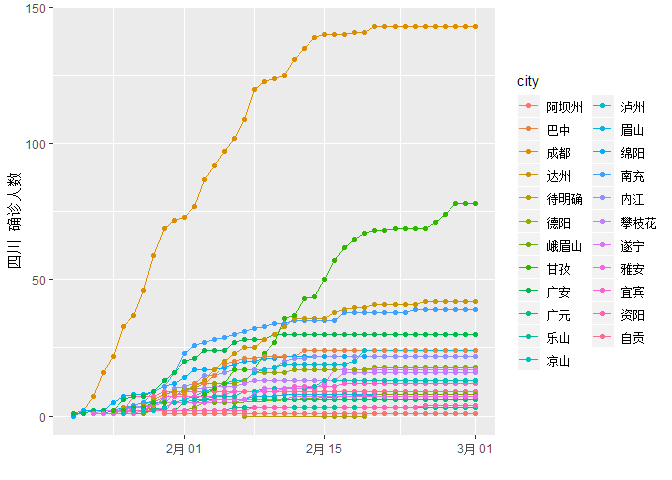 150
100
50
0
四川 确诊人数
2月 01
2月 15
3月 01
city
阿坝州
巴中
成都
达州
待明确
德阳
峨眉山
甘孜
广安
广元
乐山
凉山
泸州
眉山
绵阳
南充
内江
攀枝花
遂宁
雅安
宜宾
资阳
自贡